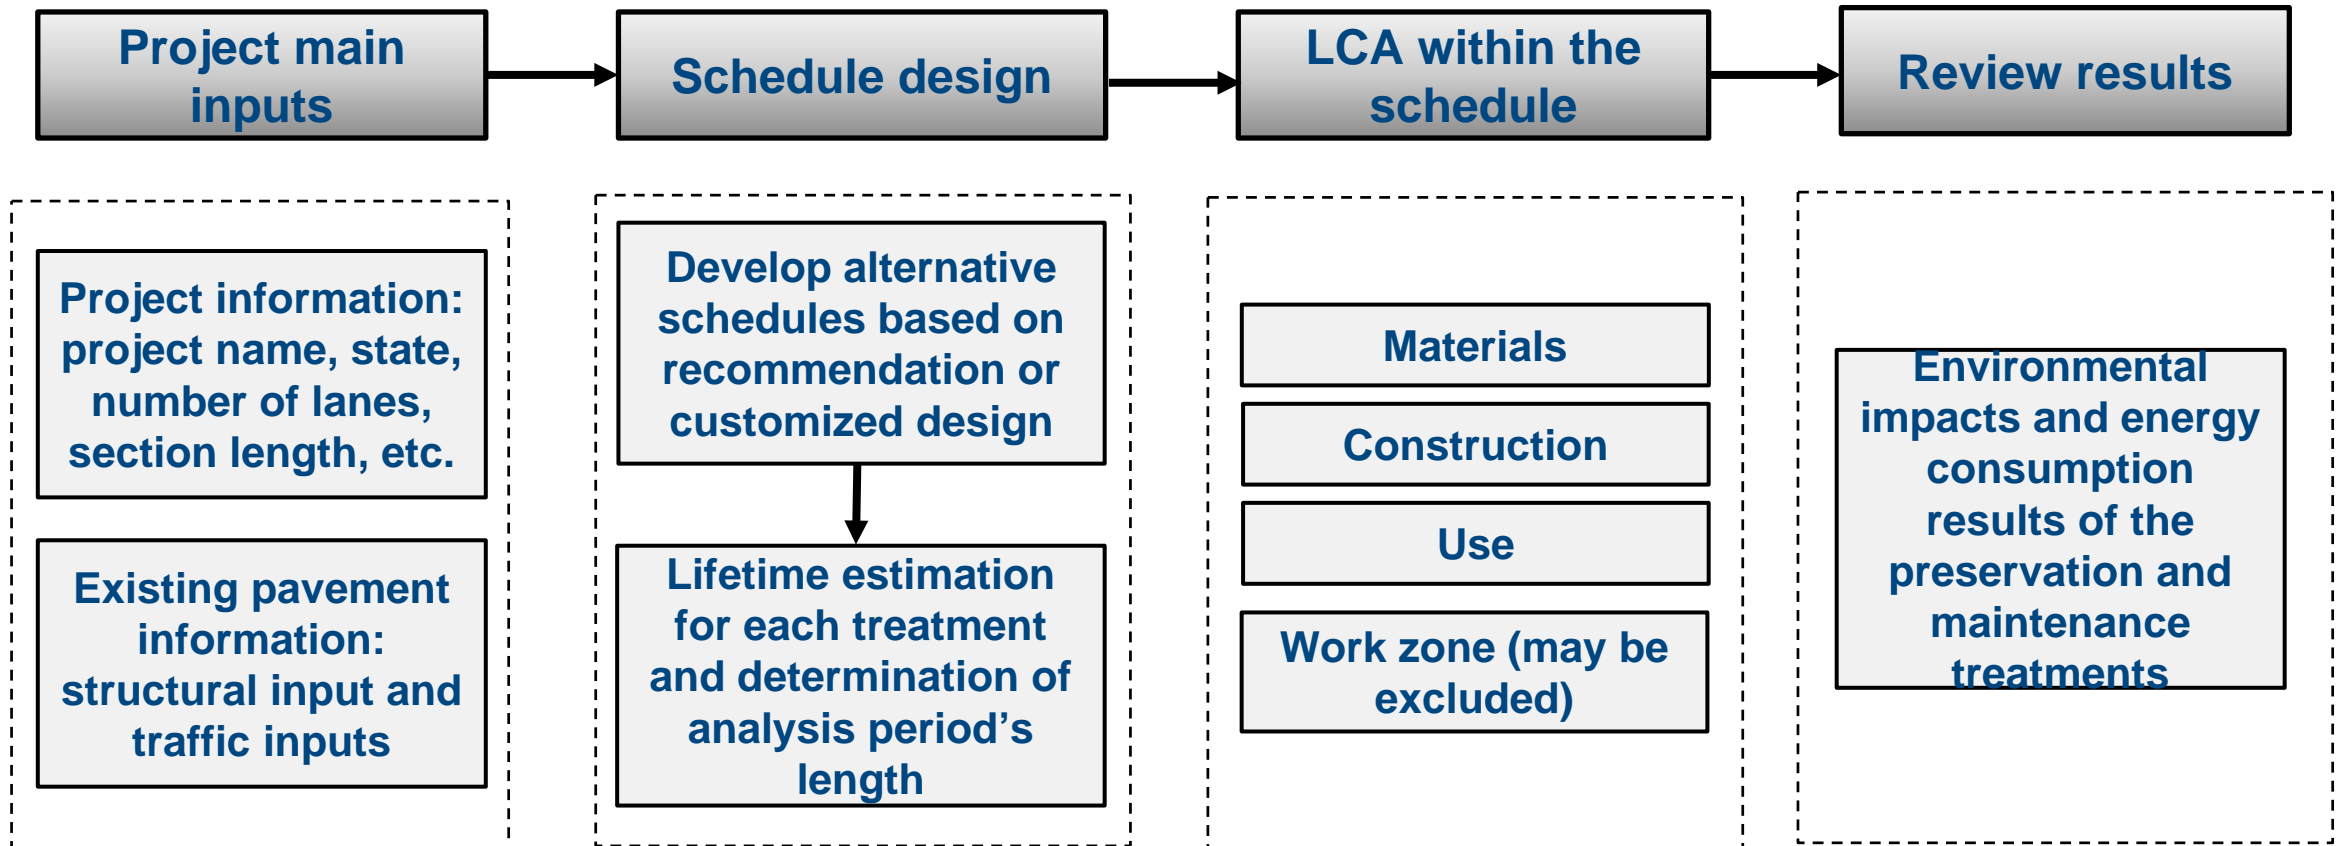 Project main
inputs
Schedule design
LCA within the
schedule
Review results
Project information:
project name, state,
number of lanes,
section length, etc.
Existing pavement
information:
structural input and
traffic inputs
Develop alternative
schedules based on
recommendation or
customized design
Lifetime estimation
for each treatment
and determination of
analysis period’s
length
Materials
Construction
Use
Work zone (may be
excluded)
Environmental
impacts and energy
consumption
results of the
preservation and
maintenance
treatments